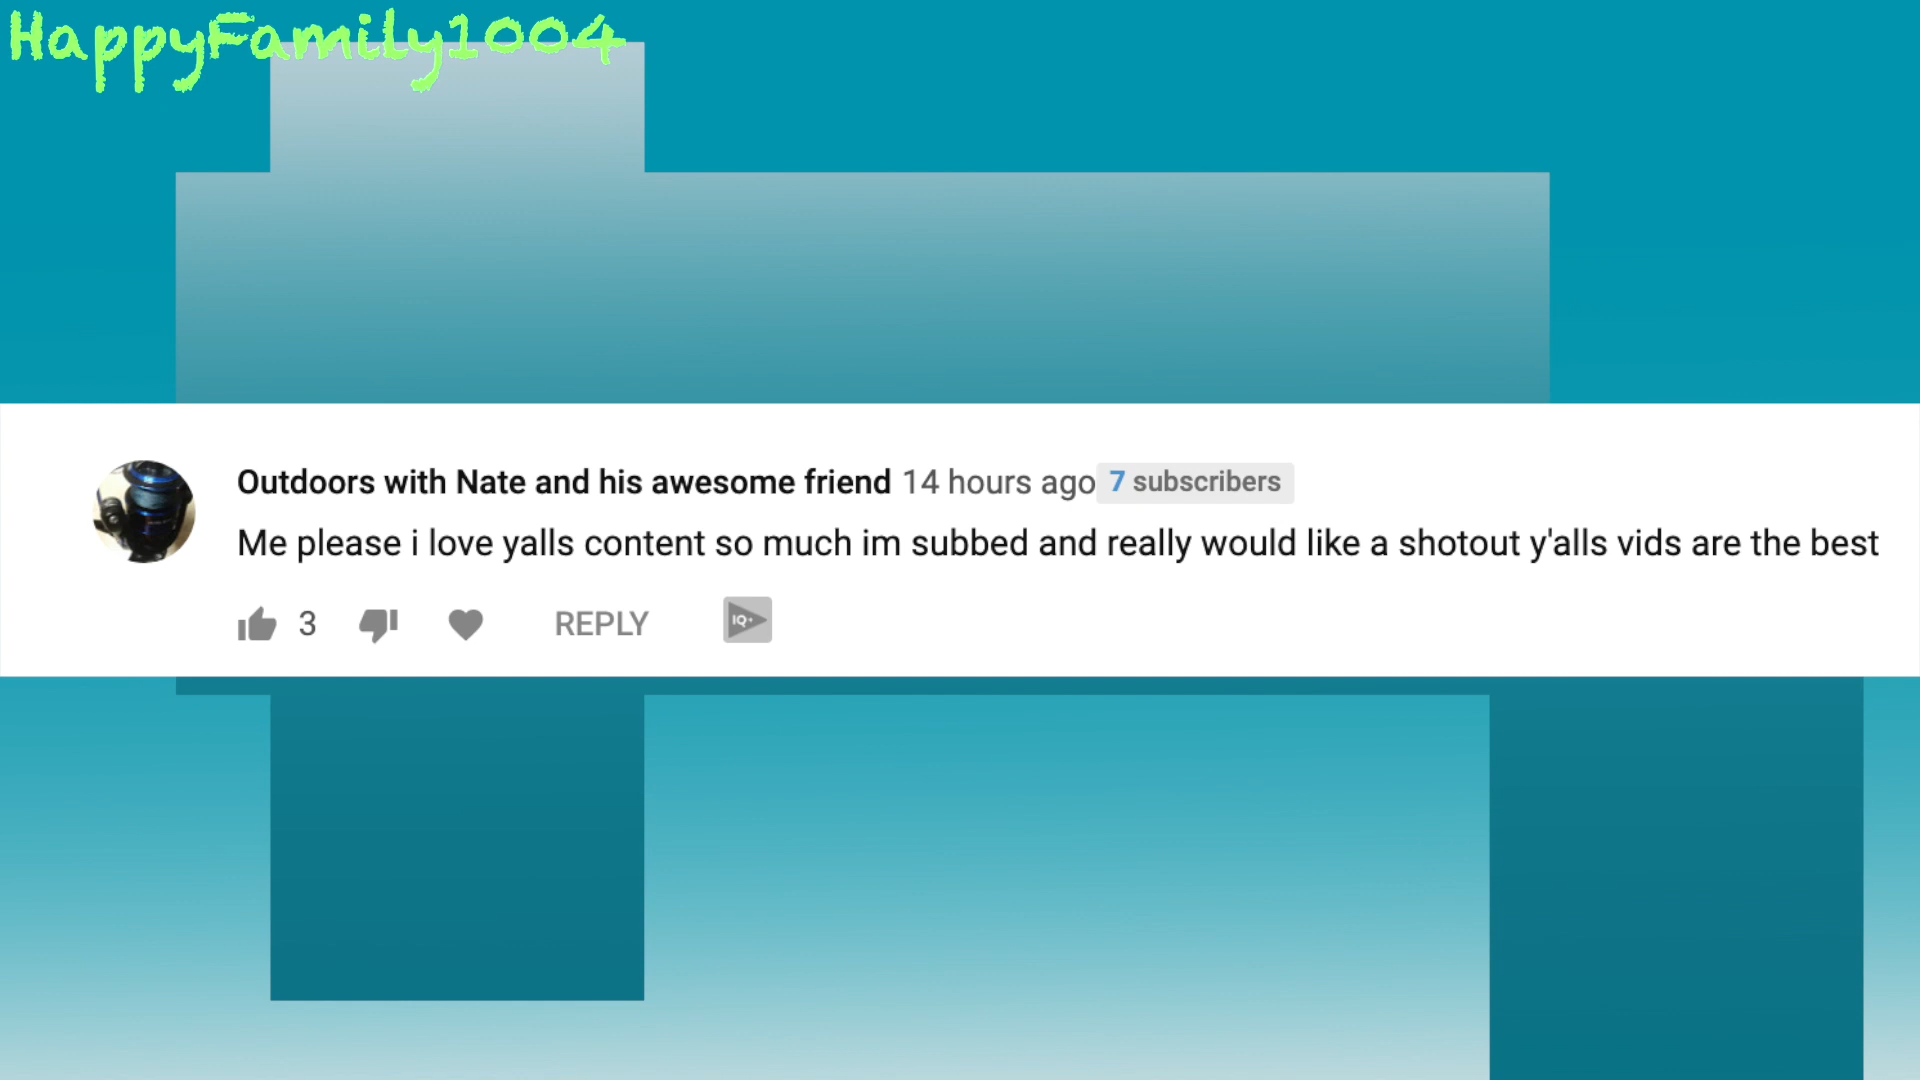 HappyFamily1004
Outdoors with Nate and his awesome friend 14 hours ago 7 subscribers
Me please i love yalls content so much im subbed and really would like a shotout y'alls vids are the best
3 REPLY IQ+